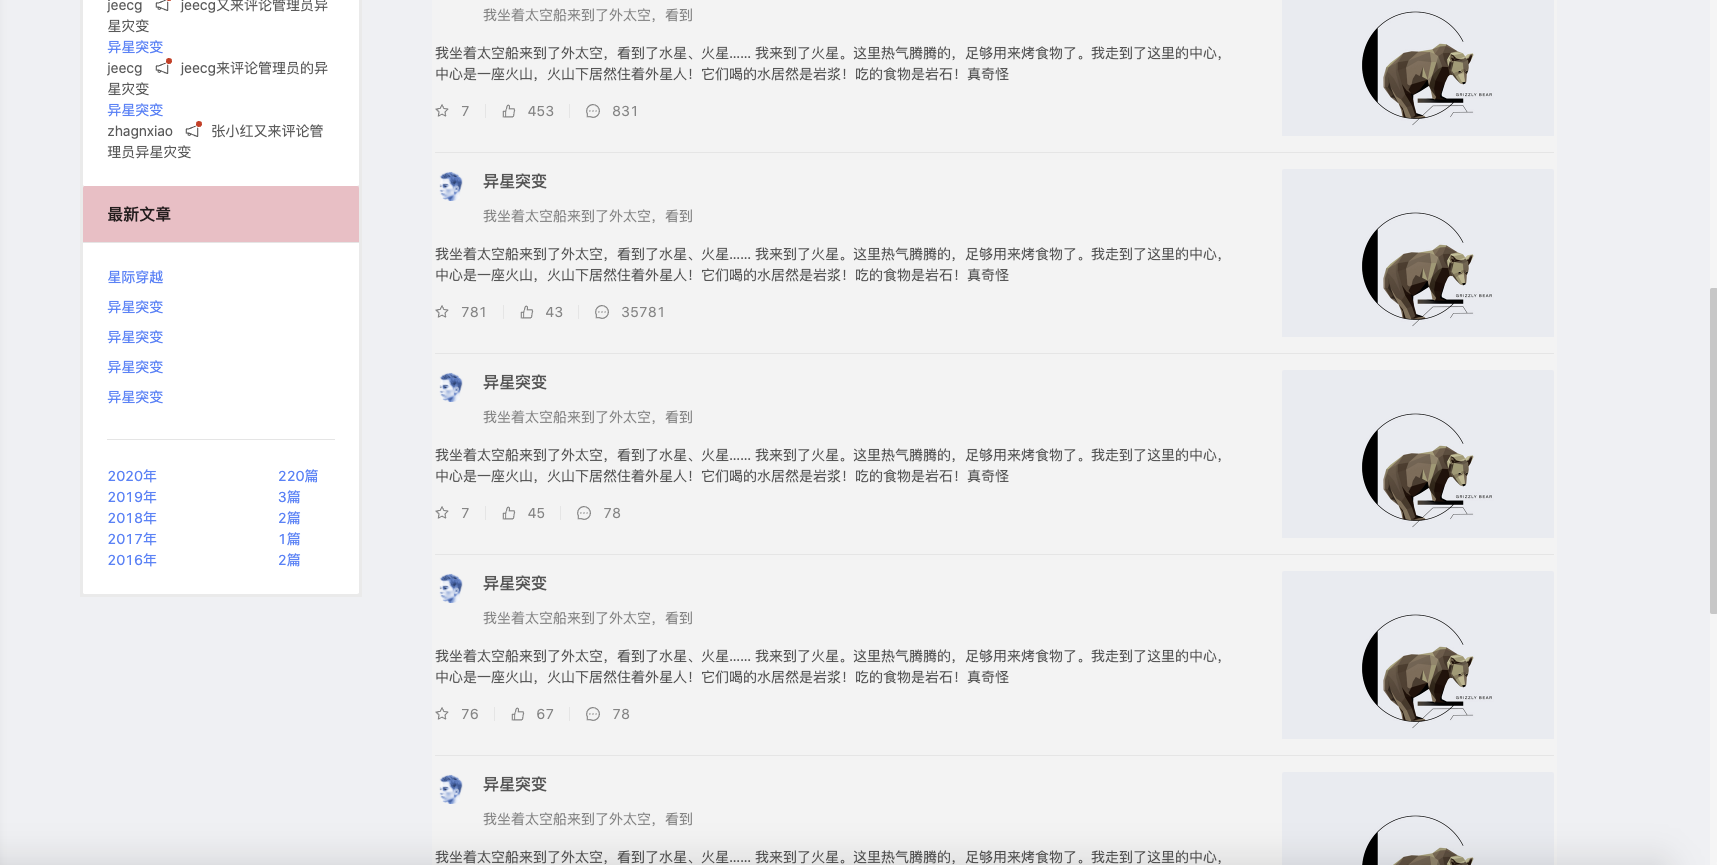 jeecg jeecg又来评论管理员异
星灾变
异星突变
jeecg jeecg来评论管理员的异
星灾变
异星突变
zhagnxiao 张小红又来评论管
理员异星灾变
最新文章
星际穿越
异星突变
异星突变
异星突变
异星突变
2020年 220篇
2019年 3篇
2018年 2篇
2017年 1篇
2016年 2篇
我坐着太空船来到了外太空，看到
我坐着太空船来到了外太空，看到了水星、火星…… 我来到了火星。这里热气腾腾的，足够用来烤食物了。我走到了这里的中心，
中心是一座火山，火山下居然住着外星人！它们喝的水居然是岩浆！吃的食物是岩石！真奇怪
7 453 831
GRIZZLY BEAR
异星突变
我坐着太空船来到了外太空，看到
我坐着太空船来到了外太空，看到了水星、火星…… 我来到了火星。这里热气腾腾的，足够用来烤食物了。我走到了这里的中心，
中心是一座火山，火山下居然住着外星人！它们喝的水居然是岩浆！吃的食物是岩石！真奇怪
781 43 35781
GRIZZLY BEAR
异星突变
我坐着太空船来到了外太空，看到
我坐着太空船来到了外太空，看到了水星、火星…… 我来到了火星。这里热气腾腾的，足够用来烤食物了。我走到了这里的中心，
中心是一座火山，火山下居然住着外星人！它们喝的水居然是岩浆！吃的食物是岩石！真奇怪
7 45 78
GRIZZLY BEAR
异星突变
我坐着太空船来到了外太空，看到
我坐着太空船来到了外太空，看到了水星、火星…… 我来到了火星。这里热气腾腾的，足够用来烤食物了。我走到了这里的中心，
中心是一座火山，火山下居然住着外星人！它们喝的水居然是岩浆！吃的食物是岩石！真奇怪
76 67 78
GRIZZLY BEAR
异星突变
我坐着太空船来到了外太空，看到
我坐着太空船来到了外太空，看到了水星、火星…… 我来到了火星。这里热气腾腾的，足够用来烤食物了。我走到了这里的中心，